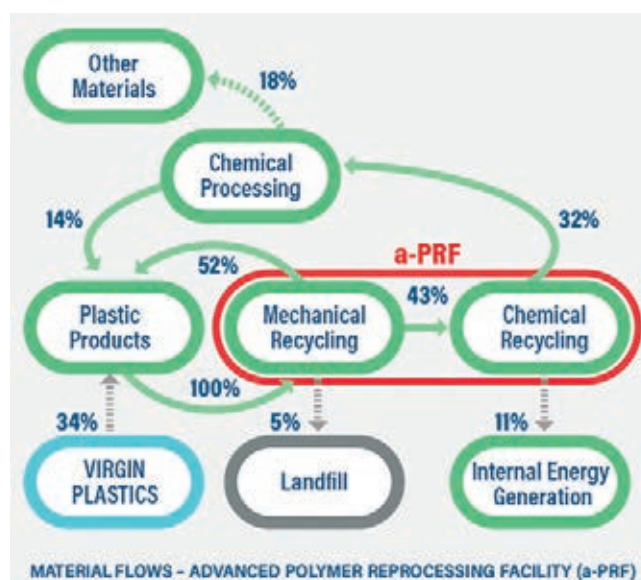 Other
Materials
18%
Chemical
Processing
14%
32%
a-PRF
52%
43%
Plastic
Products
Mechanical
Recycling
Chemical
Recycling
100%
34%
5%
11%
VIRGIN
PLASTICS
Landfill
Internal Energy
Generation
MATERIAL FLOWS – ADVANCED POLYMER REPROCESSING FACILITY (a-PRF)